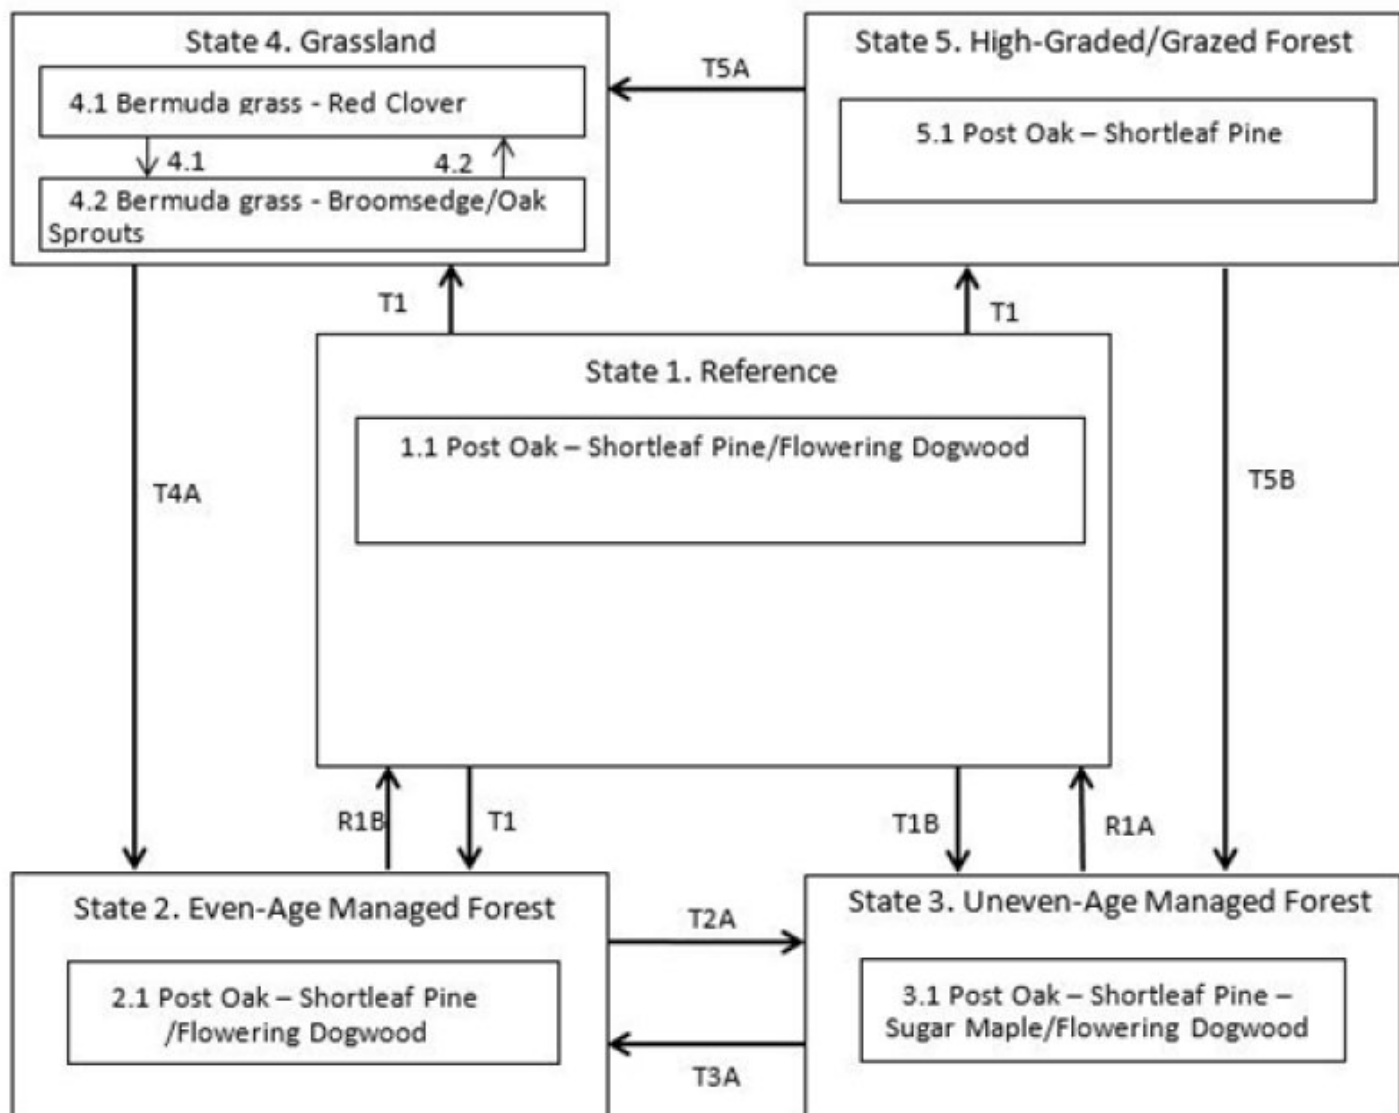 State 4. Grassland
4.1 Bermuda grass - Red Clover
4.1
4.2
4.2 Bermuda grass - Broomsedge/Oak
Sprouts
T5A
State 5. High-Graded/Grazed Forest
5.1 Post Oak – Shortleaf Pine
T1
T1
State 1. Reference
1.1 Post Oak – Shortleaf Pine/Flowering Dogwood
T4A
T5B
R1B
T1
T1B
R1A
State 2. Even-Age Managed Forest
2.1 Post Oak – Shortleaf Pine
/Flowering Dogwood
T2A
T3A
State 3. Uneven-Age Managed Forest
3.1 Post Oak – Shortleaf Pine –
Sugar Maple/Flowering Dogwood